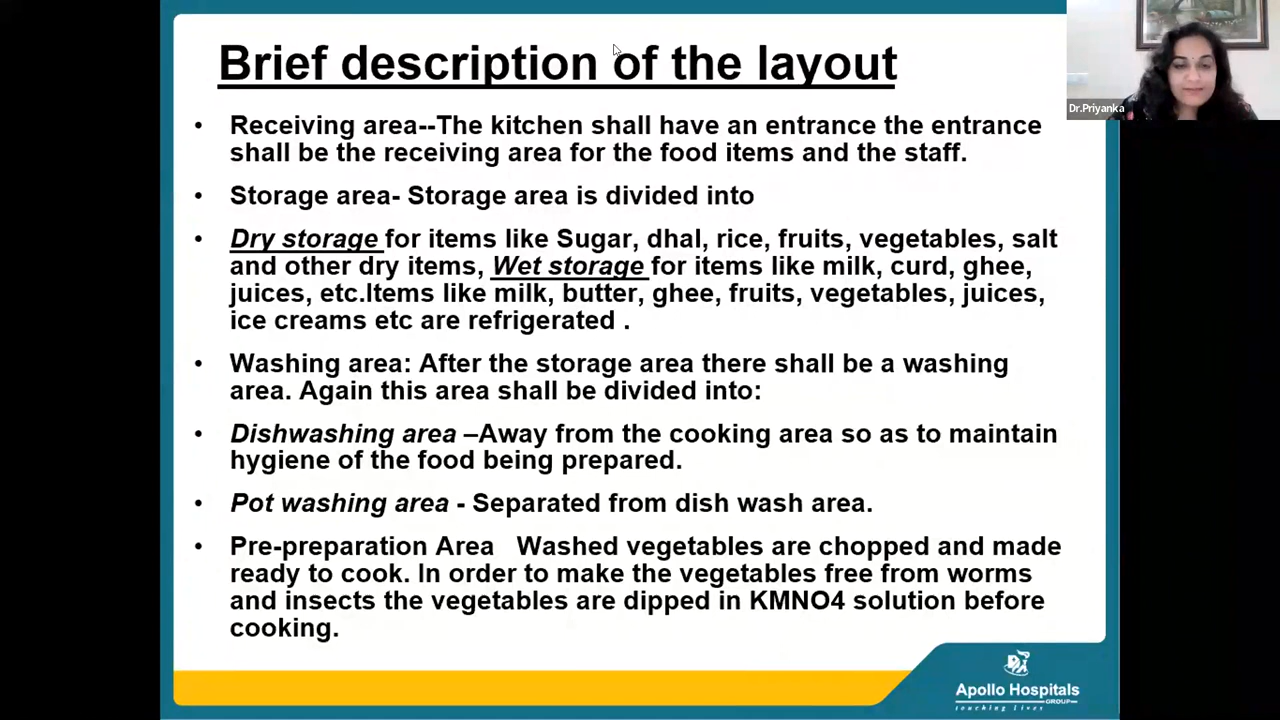 Brief description of the layout
Dr.Priyanka
• Receiving area--The kitchen shall have an entrance the entrance
shall be the receiving area for the food items and the staff.
• Storage area- Storage area is divided into
• Dry storage for items like Sugar, dhal, rice, fruits, vegetables, salt
and other dry items, Wet storage for items like milk, curd, ghee,
juices, etc.Items like milk, butter, ghee, fruits, vegetables, juices,
ice creams etc are refrigerated .
• Washing area: After the storage area there shall be a washing
area. Again this area shall be divided into:
• Dishwashing area –Away from the cooking area so as to maintain
hygiene of the food being prepared.
• Pot washing area - Separated from dish wash area.
• Pre-preparation Area Washed vegetables are chopped and made
ready to cook. In order to make the vegetables free from worms
and insects the vegetables are dipped in KMNO4 solution before
cooking.
Apollo Hospitals
GROUP
touching lives